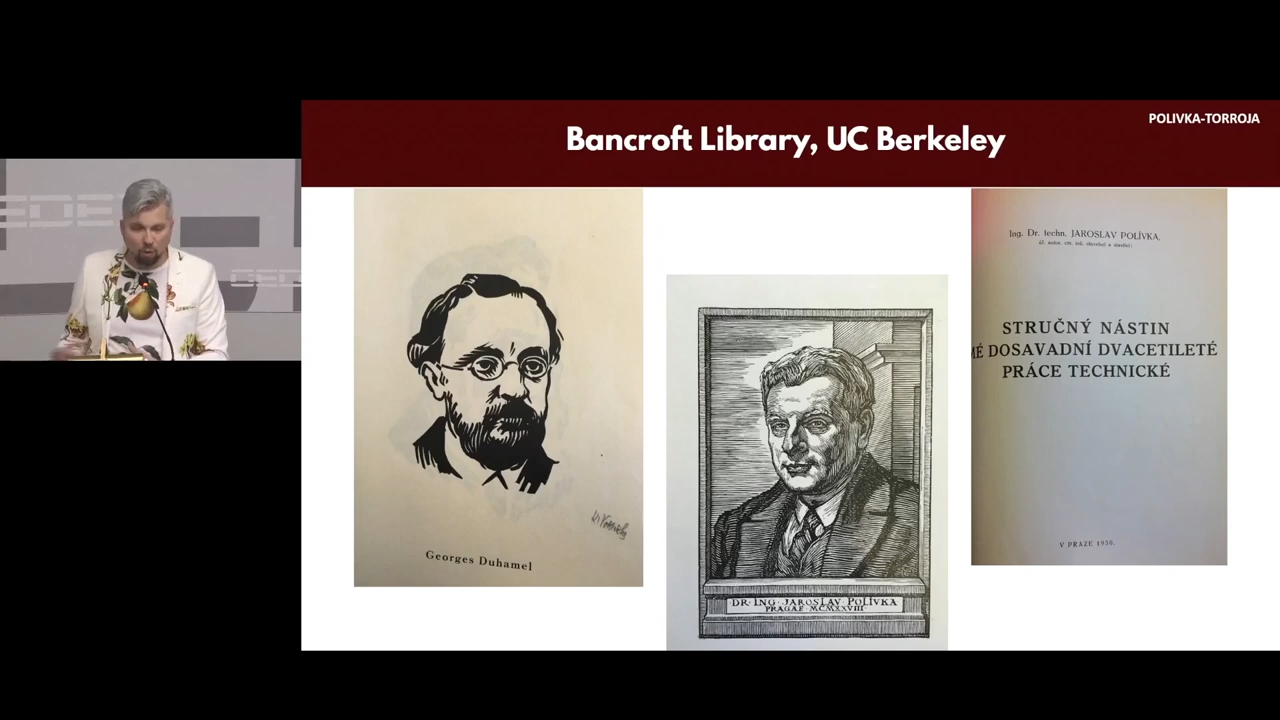 POLIVKA-TORROJA
Bancroft Library, UC Berkeley
Georges Duhamel
DR·ING·JAROSLAV·POLÍVKA
PRAGAE·MCMXXVIII
Ing. Dr. techn. JAROSLAV POLÍVKA,
STRUČNÝ NÁSTIN
MÉ DOSAVADNÍ DVACETILETÉ
PRÁCE TECHNICKÉ
V PRAZE 1930.